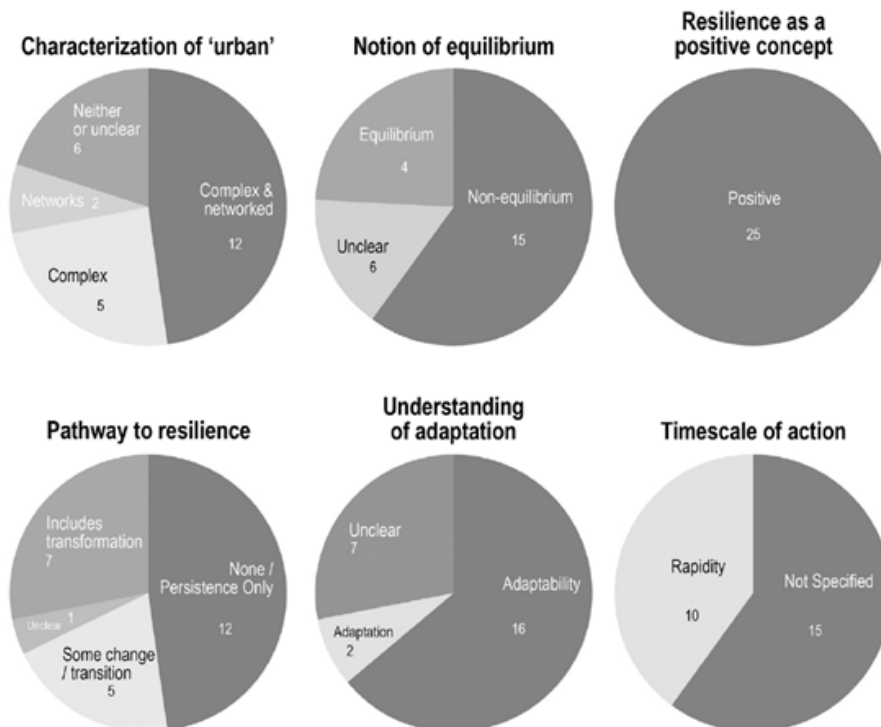 Characterization of ‘urban’
Neither
or unclear
6
Networks 2
Complex &
networked
12
Complex
5
Notion of equilibrium
Equilibrium
4
Non-equilibrium
15
Unclear
6
Resilience as a
positive concept
Positive
25
Pathway to resilience
Includes
transformation
7
None /
Persistence Only
12
Unclear 1
Some change
/ transition
5
Understanding
of adaptation
Unclear
7
Adaptability
16
Adaptation
2
Timescale of action
Rapidity
10
Not Specified
15